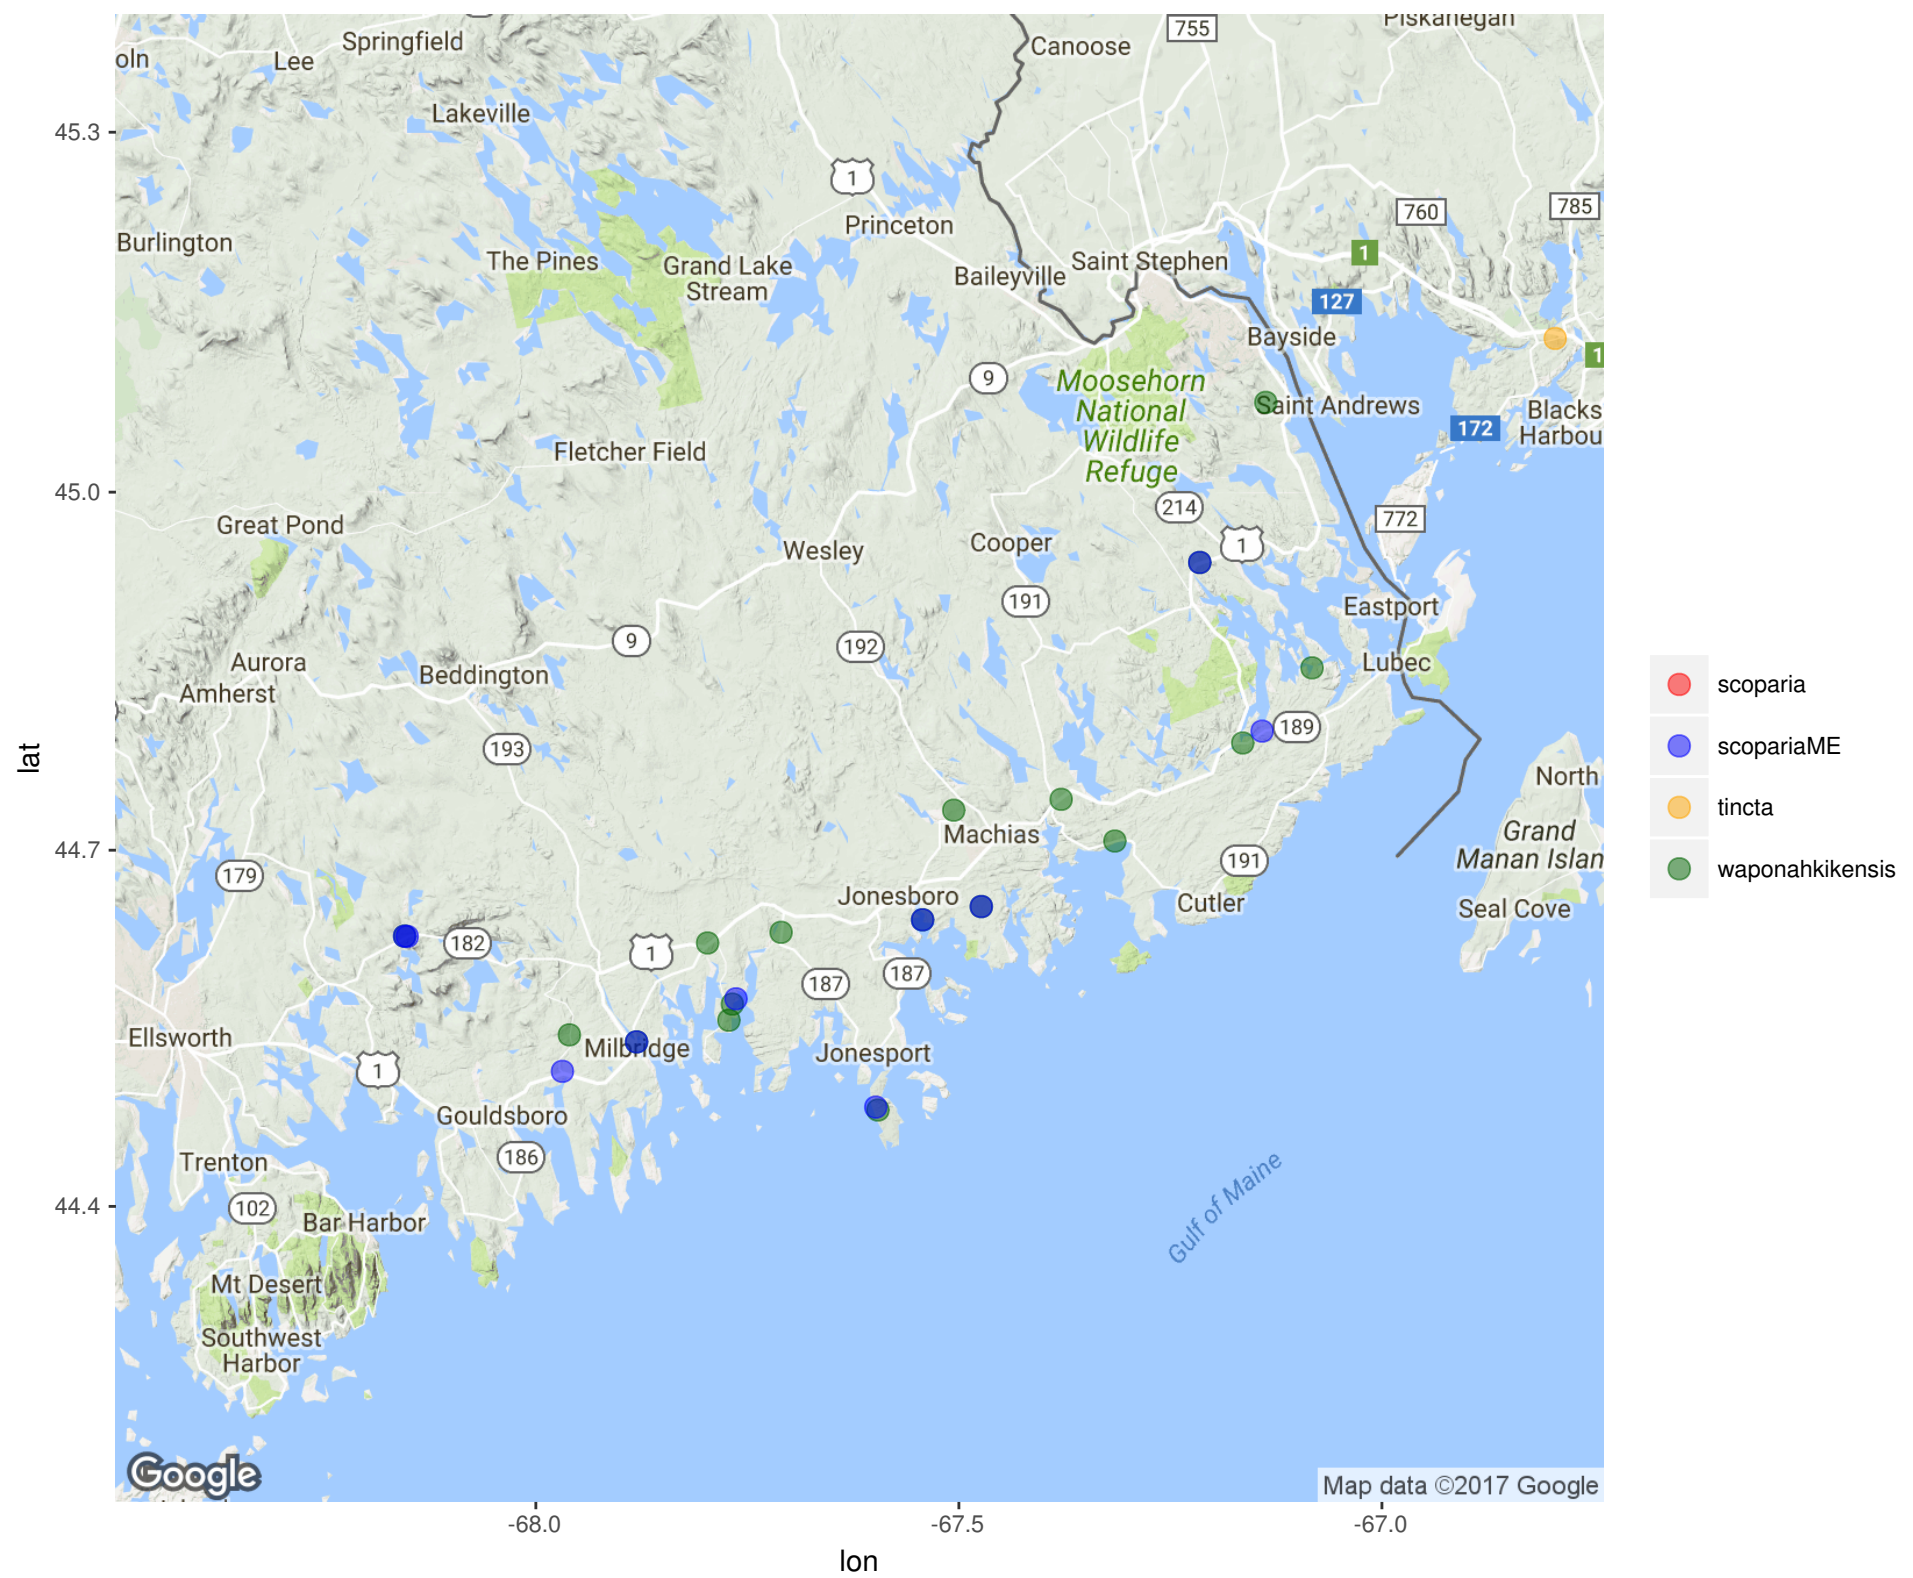 Piskahegan
755
Springfield
Canoose
oln
Lee
Lakeville
45.3
1
Princeton
760
785
Burlington
The Pines
Grand Lake
Stream
Baileyville
Saint Stephen
1
127
Bayside
1
9
Moosehorn
National
Wildlife
Refuge
Saint Andrews
Blacks
Harbou
172
Fletcher Field
45.0
214
772
Great Pond
Wesley
Cooper
1
191
Eastport
9
192
Aurora
Amherst
Beddington
Lubec
193
189
lat
North
Machias
Grand
Manan Islan
44.7
179
191
Jonesboro
Cutler
Seal Cove
182
1
187
187
Ellsworth
Milbridge
Jonesport
1
Gouldsboro
186
Trenton
102
Bar Harbor
44.4
Gulf of Maine
Mt Desert
Southwest
Harbor
Google
Map data ©2017 Google
-68.0
-67.5
-67.0
lon
scoparia
scopariaME
tincta
waponahkikensis